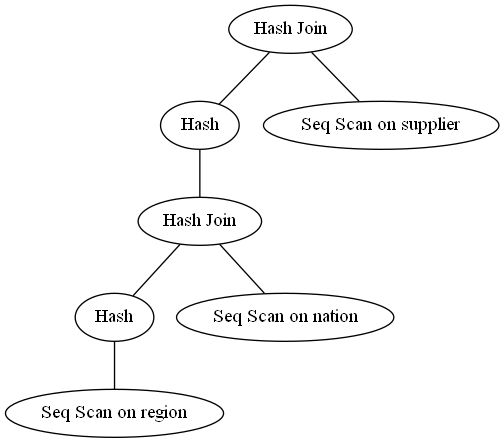 Hash Join
Hash
Seq Scan on supplier
Hash Join
Hash
Seq Scan on nation
Seq Scan on region